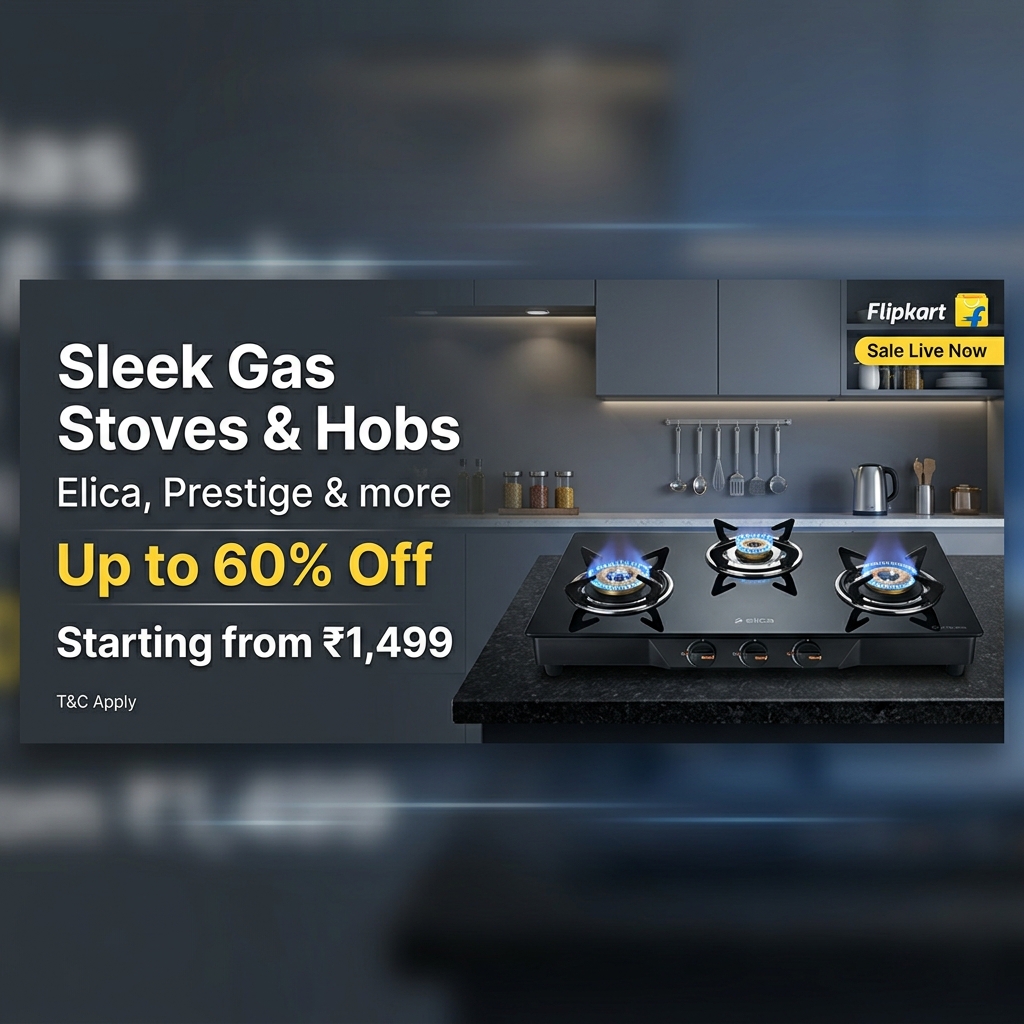 Flipkart
Sale Live Now
Sleek Gas
Stoves & Hobs
Elica, Prestige & more
Up to 60% Off
Starting from ₹1,499
T&C Apply
elica